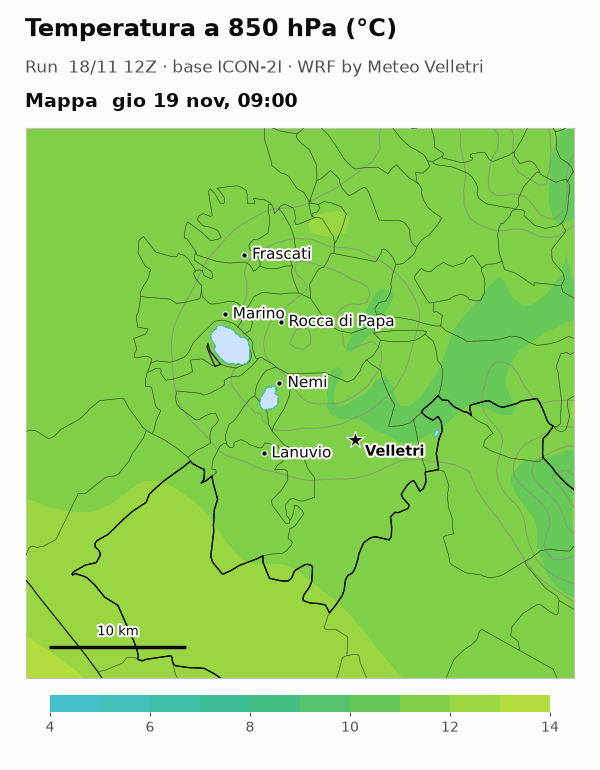 Temperatura a 850 hPa (°C)
Run  18/11 12Z · base ICON-2I · WRF by Meteo Velletri
Mappa  gio 19 nov, 09:00
Frascati
Marino
Rocca di Papa
Nemi
Velletri
Lanuvio
10 km
4 6 8 10 12 14